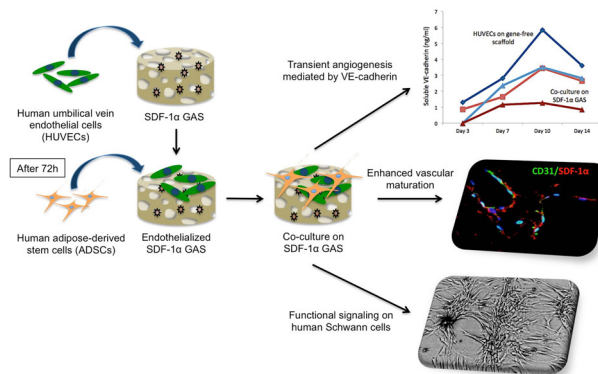 Human umbilical vein
endothelial cells
(HUVECs)
SDF-1α GAS
After 72h
Human adipose-derived
stem cells (ADSCs)
Endothelialized
SDF-1α GAS
Co-culture on
SDF-1α GAS
Transient angiogenesis
mediated by VE-cadherin
Soluble VE-cadherin (ng/ml)
7
6
5
4
3
2
1
0
HUVECs on gene-free
scaffold
Co-culture on
SDF-1α GAS
Day 3 Day 7 Day 10 Day 14
Enhanced vascular
maturation
CD31/SDF-1α
Functional signaling on
human Schwann cells